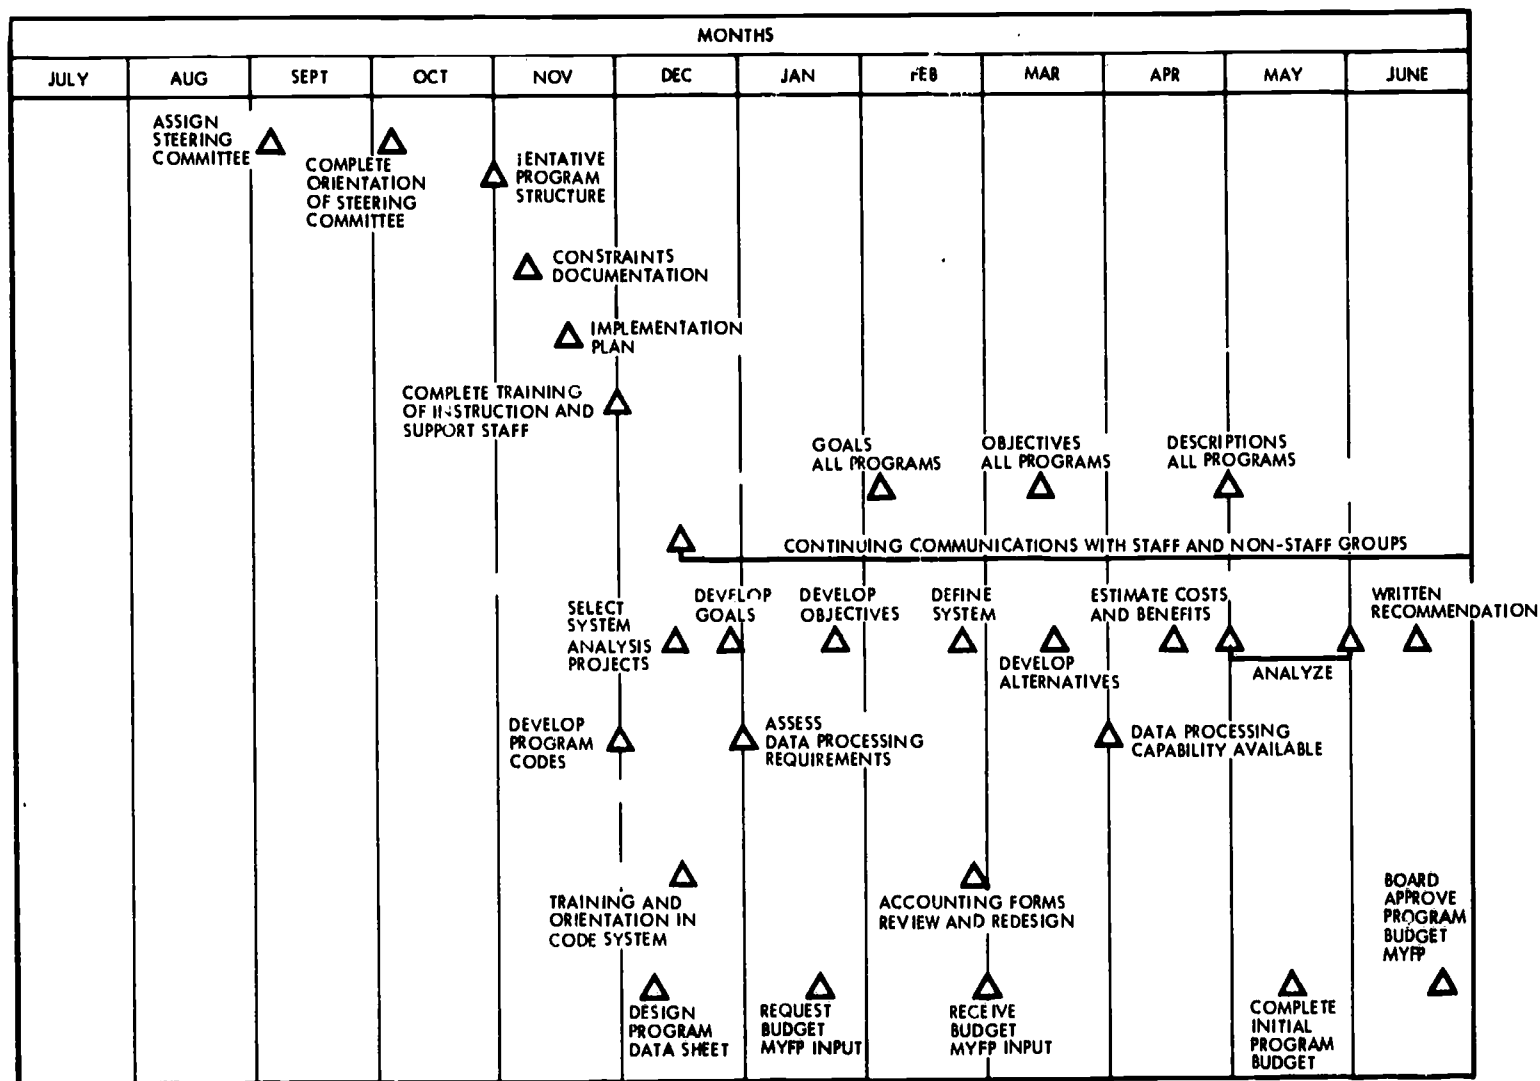 MONTHS
JULY
AUG
SEPT
OCT
NOV
DEC
JAN
FEB
MAR
APR
MAY
JUNE
ASSIGN
STEERING
COMMITTEE
COMPLETE
ORIENTATION
OF STEERING
COMMITTEE
TENTATIVE
PROGRAM
STRUCTURE
CONSTRAINTS
DOCUMENTATION
IMPLEMENTATION
PLAN
COMPLETE TRAINING
OF INSTRUCTION AND
SUPPORT STAFF
GOALS
ALL PROGRAMS
OBJECTIVES
ALL PROGRAMS
DESCRIPTIONS
ALL PROGRAMS
CONTINUING COMMUNICATIONS WITH STAFF AND NON-STAFF GROUPS
SELECT
SYSTEM
ANALYSIS
PROJECTS
DEVELOP
GOALS
DEVELOP
OBJECTIVES
DEFINE
SYSTEM
DEVELOP
ALTERNATIVES
ESTIMATE COSTS
AND BENEFITS
ANALYZE
WRITTEN
RECOMMENDATION
DEVELOP
PROGRAM
CODES
ASSESS
DATA PROCESSING
REQUIREMENTS
DATA PROCESSING
CAPABILITY AVAILABLE
TRAINING AND
ORIENTATION IN
CODE SYSTEM
ACCOUNTING FORMS
REVIEW AND REDESIGN
BOARD
APPROVE
PROGRAM
BUDGET
MYFP
DESIGN
PROGRAM
DATA SHEET
REQUEST
BUDGET
MYFP INPUT
RECEIVE
BUDGET
MYFP INPUT
COMPLETE
INITIAL
PROGRAM
BUDGET